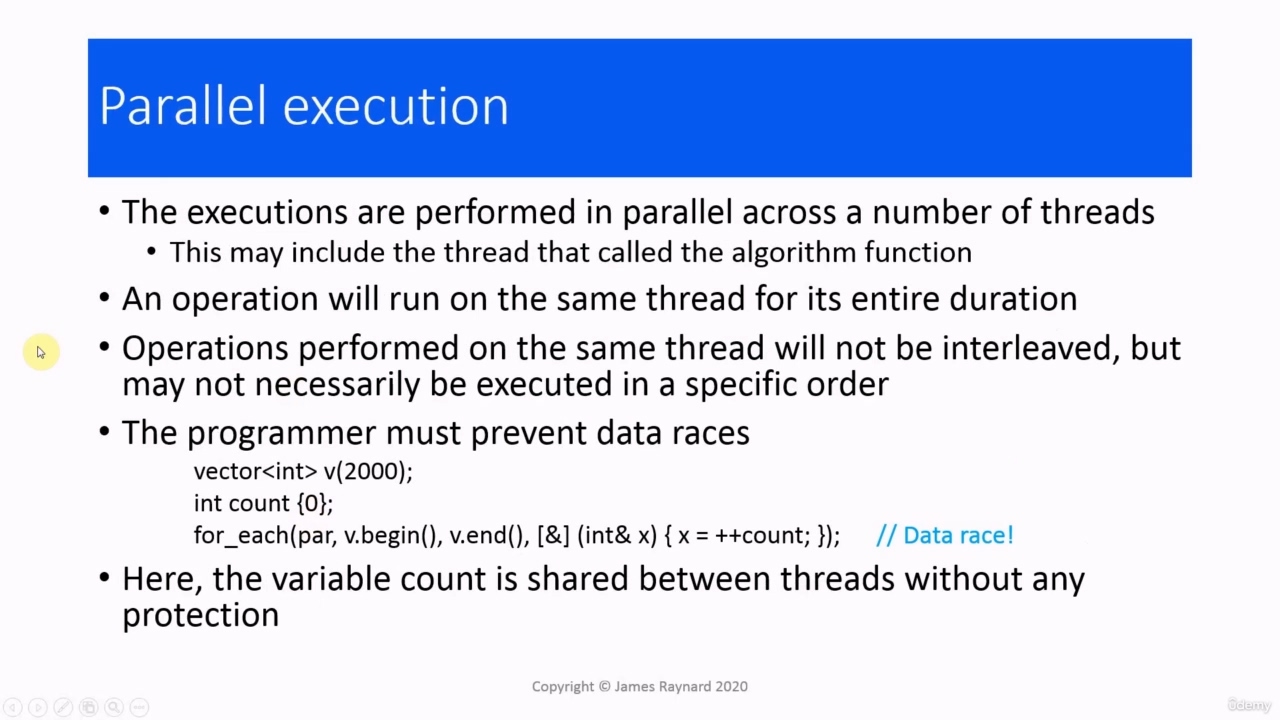 Parallel execution
• The executions are performed in parallel across a number of threads
• This may include the thread that called the algorithm function
• An operation will run on the same thread for its entire duration
• Operations performed on the same thread will not be interleaved, but
may not necessarily be executed in a specific order
• The programmer must prevent data races
vector<int> v(2000);
int count {0};
for_each(par, v.begin(), v.end(), [&] (int& x) { x = ++count; }); // Data race!
• Here, the variable count is shared between threads without any
protection
Copyright © James Raynard 2020
ûdemy